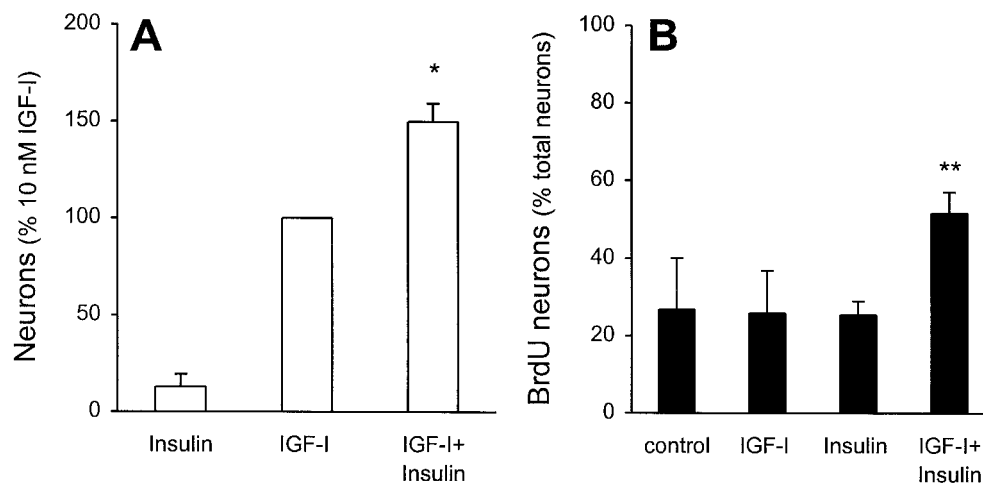 A
Neurons (% 10 nM IGF-I)
200
150
100
50
0
*
Insulin
IGF-I
IGF-I+
Insulin
B
BrdU neurons (% total neurons)
100
80
60
40
20
0
**
control
IGF-I
Insulin
IGF-I+
Insulin